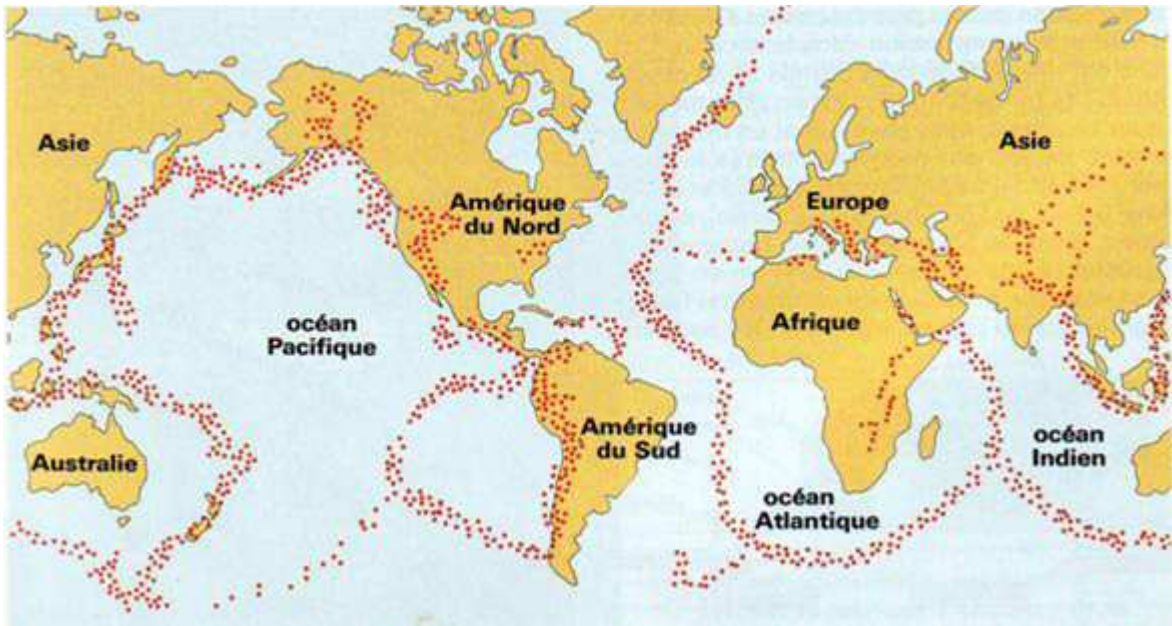 Asie
Amérique
du Nord
Europe
Asie
océan
Pacifique
Afrique
Amérique
du Sud
Australie
océan
Indien
océan
Atlantique